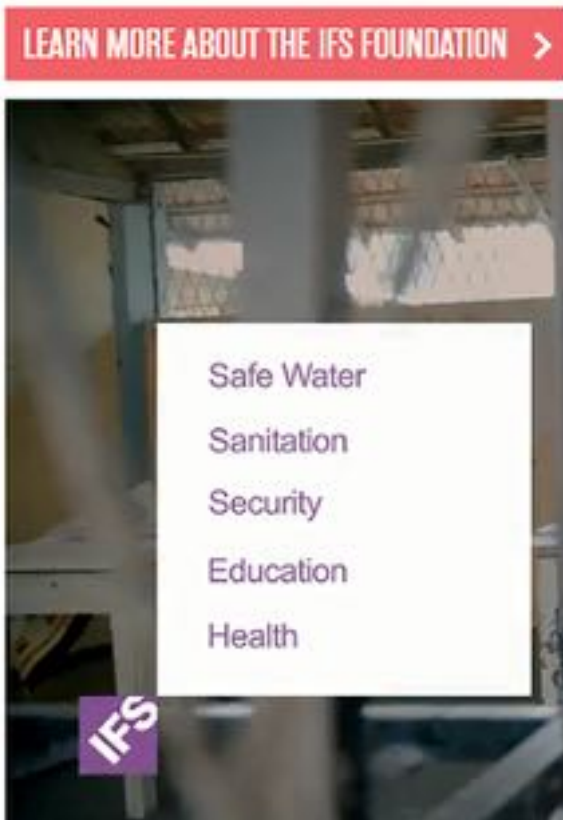 LEARN MORE ABOUT THE IFS FOUNDATION >
Safe Water
Sanitation
Security
Education
Health
IFS